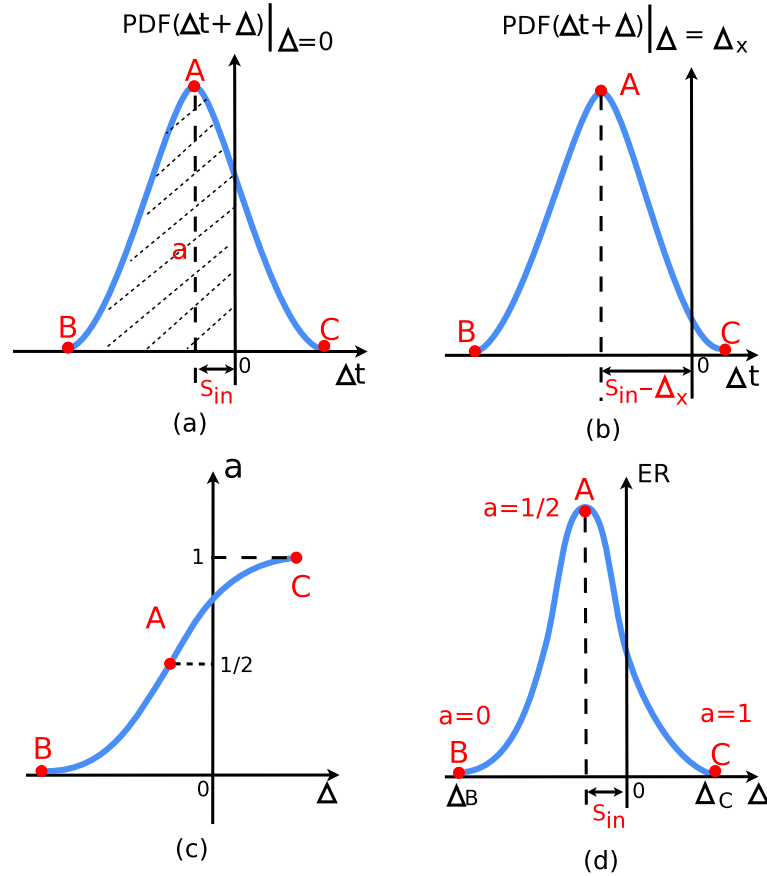 PDF(Δt+Δ)|Δ=0
A
a
B
C
0
Δt
Sin
(a)
PDF(Δt+Δ)|Δ = Δx
A
B
C
0
Δt
Sin-Δx
(b)
a
1
C
A
1/2
B
0
Δ
(c)
ER
A
a=1/2
a=0
a=1
B
C
ΔB
0
ΔC
Δ
Sin
(d)